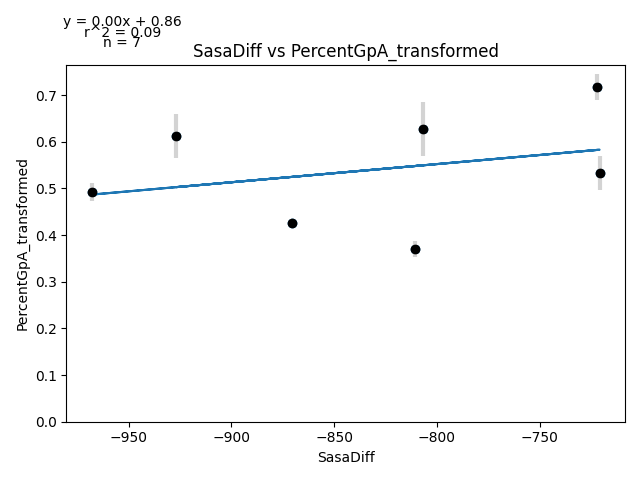 y = 0.00x + 0.86
r^2 = 0.09
n = 7
SasaDiff vs PercentGpA_transformed
PercentGpA_transformed
0.7
0.6
0.5
0.4
0.3
0.2
0.1
0.0
−950
−900
−850
−800
−750
SasaDiff